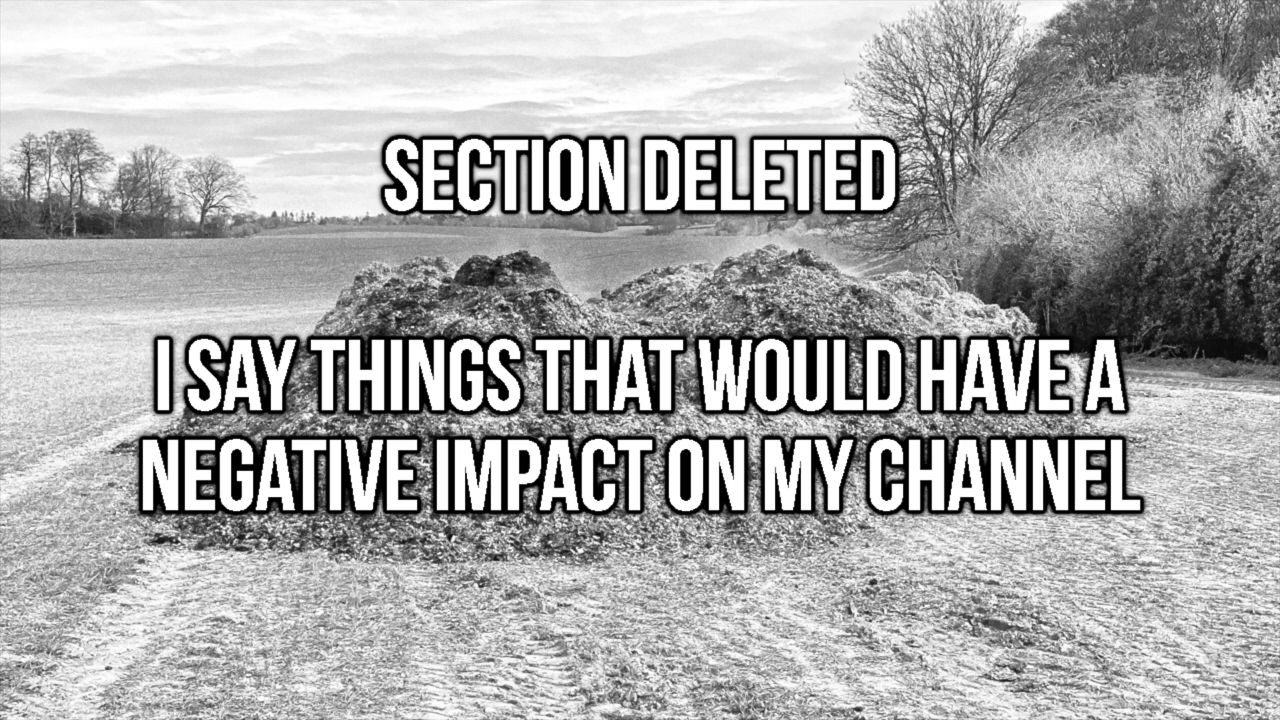 SECTION DELETED
I SAY THINGS THAT WOULD HAVE A
NEGATIVE IMPACT ON MY CHANNEL